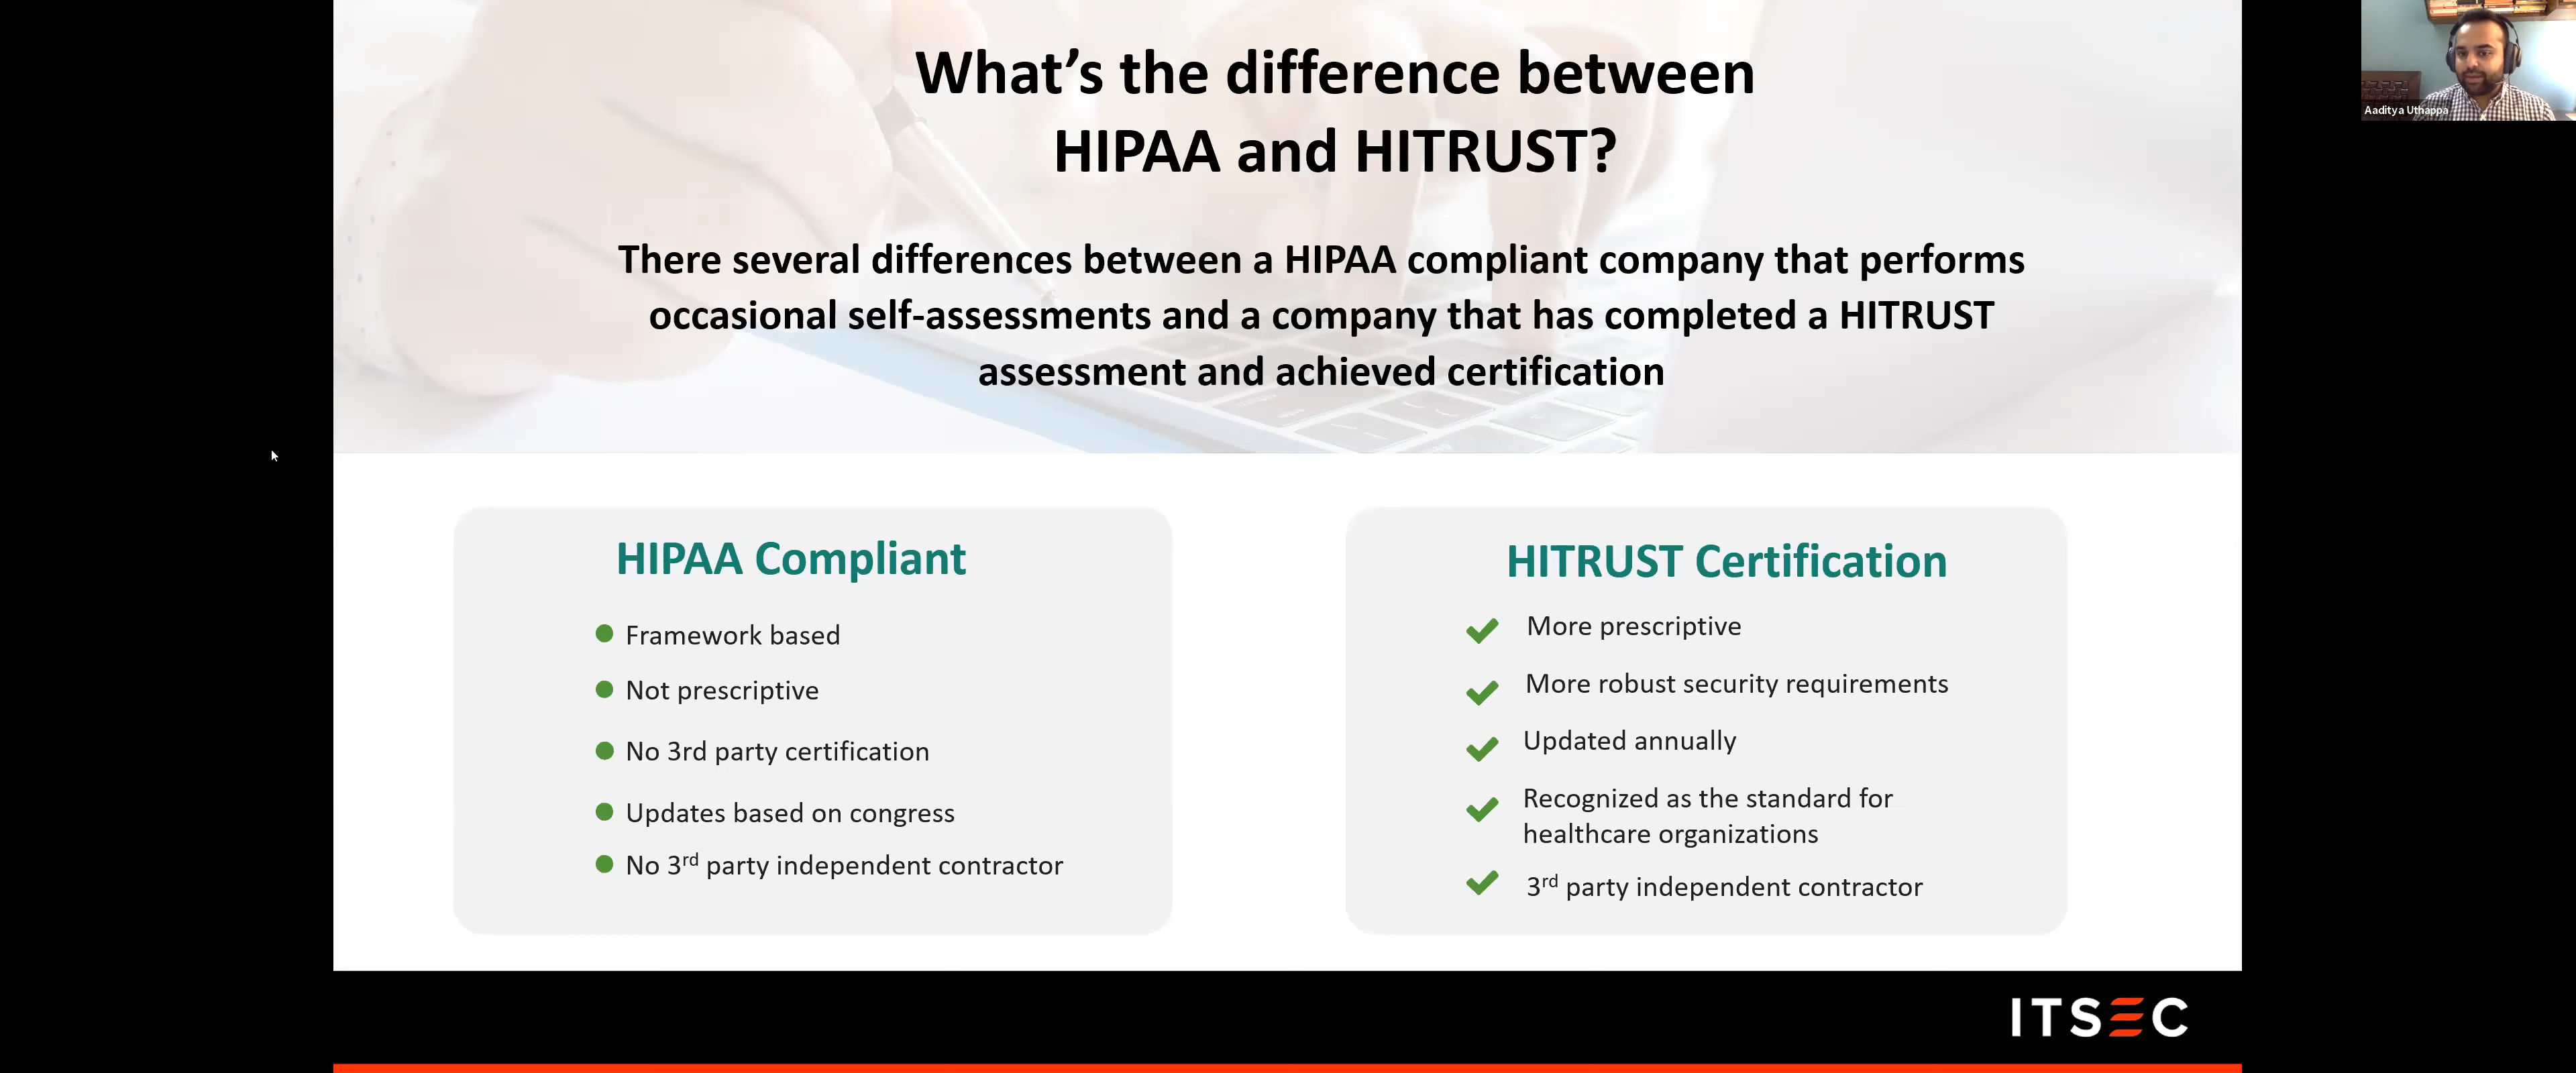 What's the difference between
HIPAA and HITRUST?
There several differences between a HIPAA compliant company that performs
occasional self-assessments and a company that has completed a HITRUST
assessment and achieved certification
Aaditya Uthappa
HIPAA Compliant
Framework based
Not prescriptive
No 3rd party certification
Updates based on congress
No 3rd party independent contractor
HITRUST Certification
More prescriptive
More robust security requirements
Updated annually
Recognized as the standard for
healthcare organizations
3rd party independent contractor
ITSEC